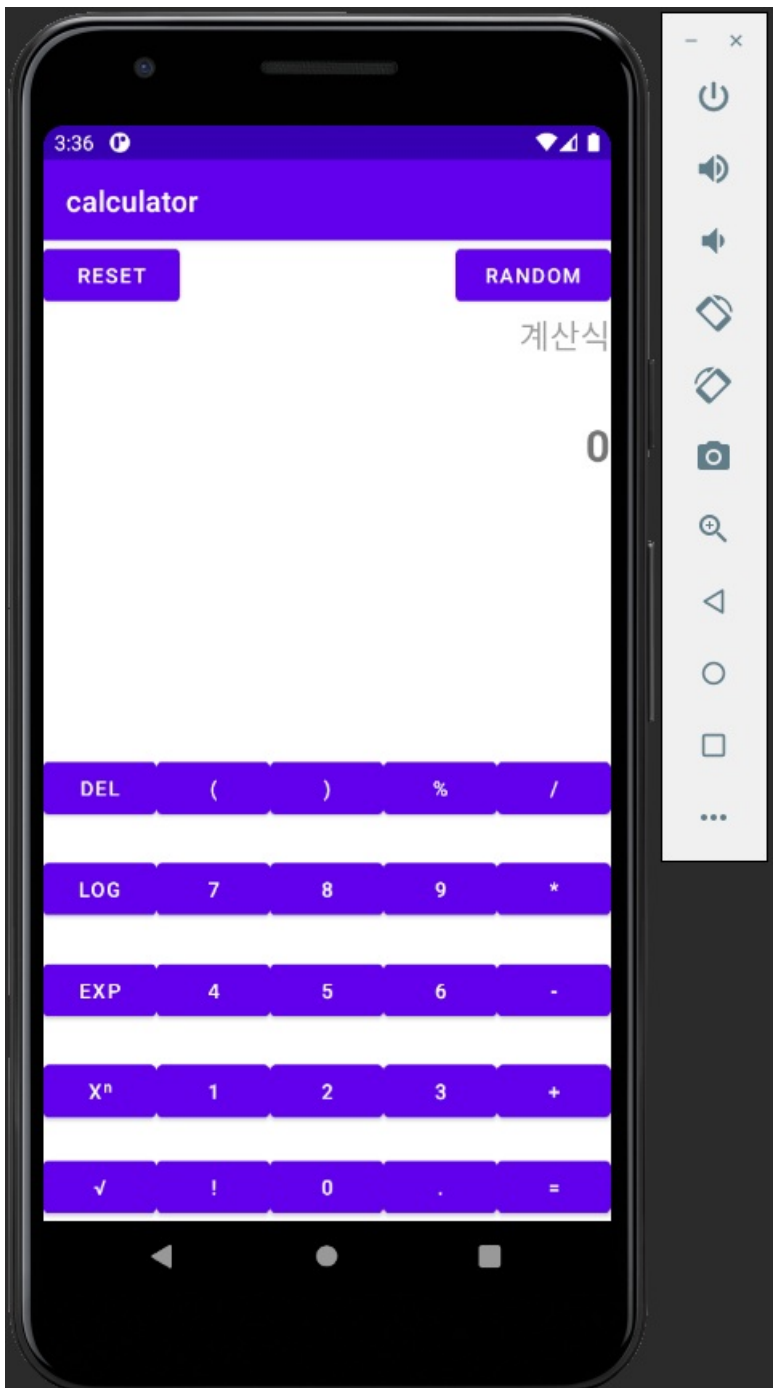 3:36
calculator
RESET RANDOM
계산식
0
DEL ( ) % /
LOG 7 8 9 *
EXP 4 5 6 -
Xⁿ 1 2 3 +
√ ! 0 . =